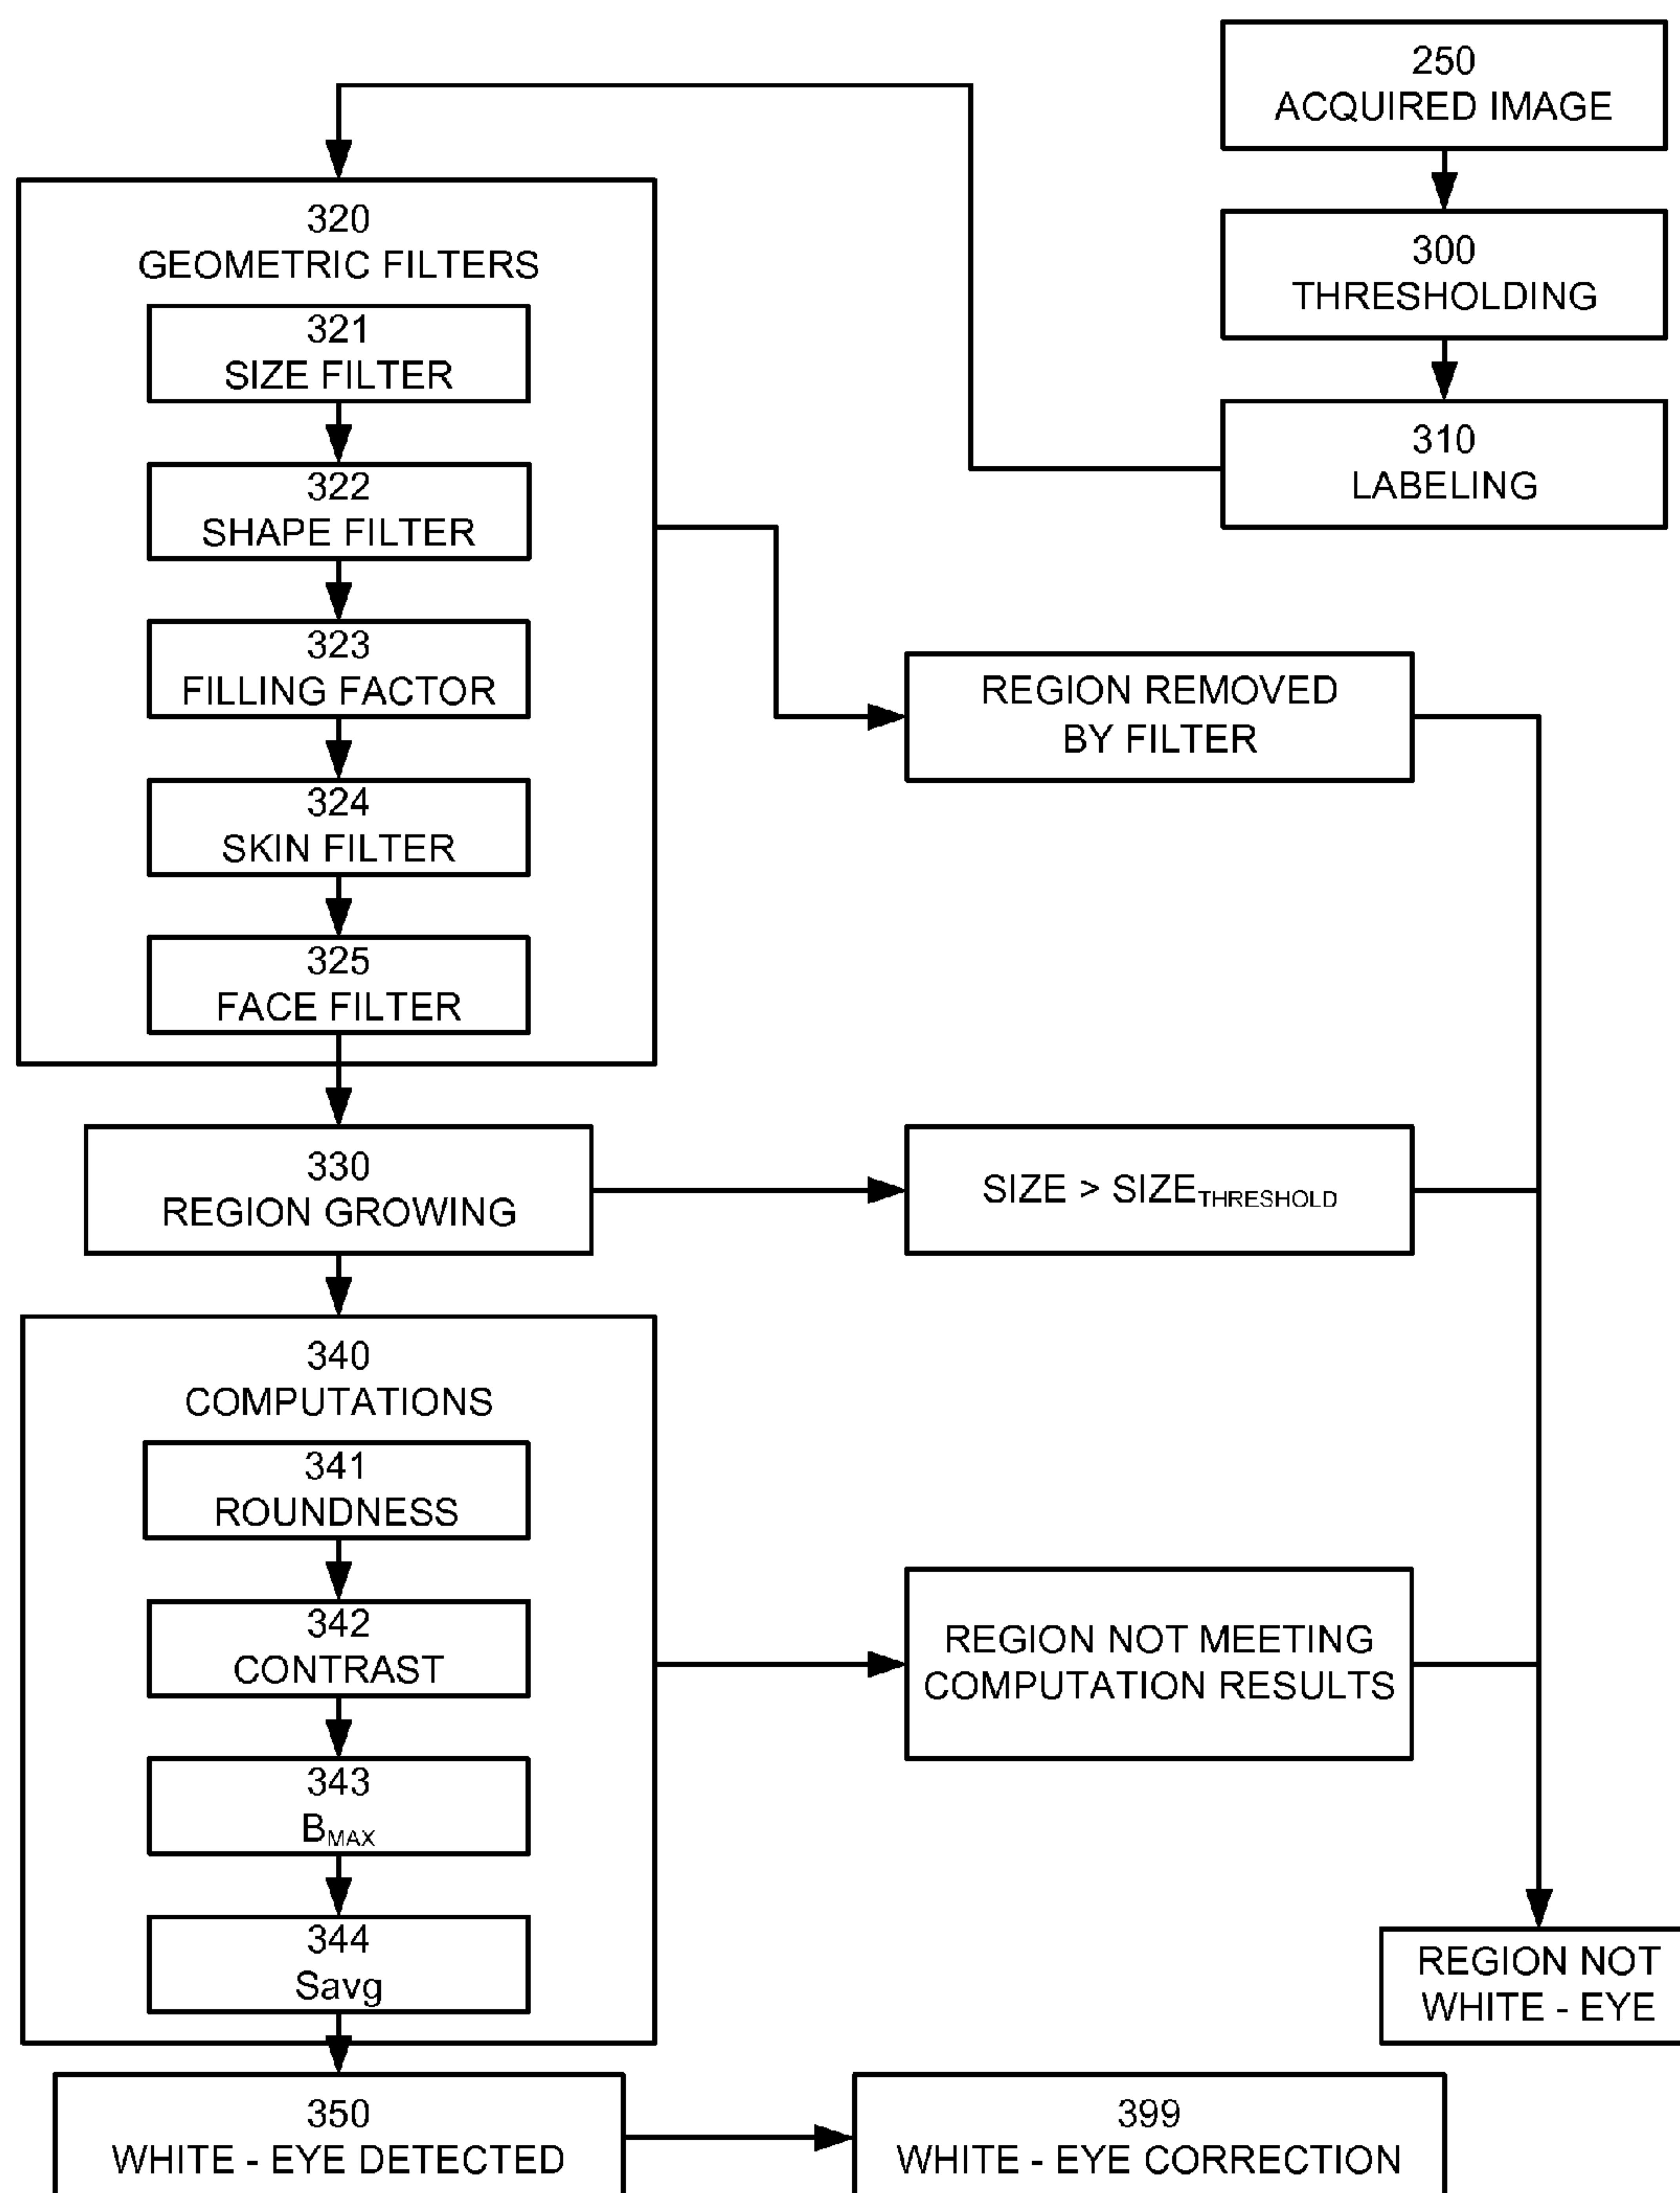 250
ACQUIRED IMAGE
300
THRESHOLDING
310
LABELING
320
GEOMETRIC FILTERS
321
SIZE FILTER
322
SHAPE FILTER
323
FILLING FACTOR
324
SKIN FILTER
325
FACE FILTER
REGION REMOVED
BY FILTER
330
REGION GROWING
SIZE > SIZETHRESHOLD
340
COMPUTATIONS
341
ROUNDNESS
342
CONTRAST
343
BMAX
344
Savg
REGION NOT MEETING
COMPUTATION RESULTS
REGION NOT
WHITE - EYE
350
WHITE - EYE DETECTED
399
WHITE - EYE CORRECTION